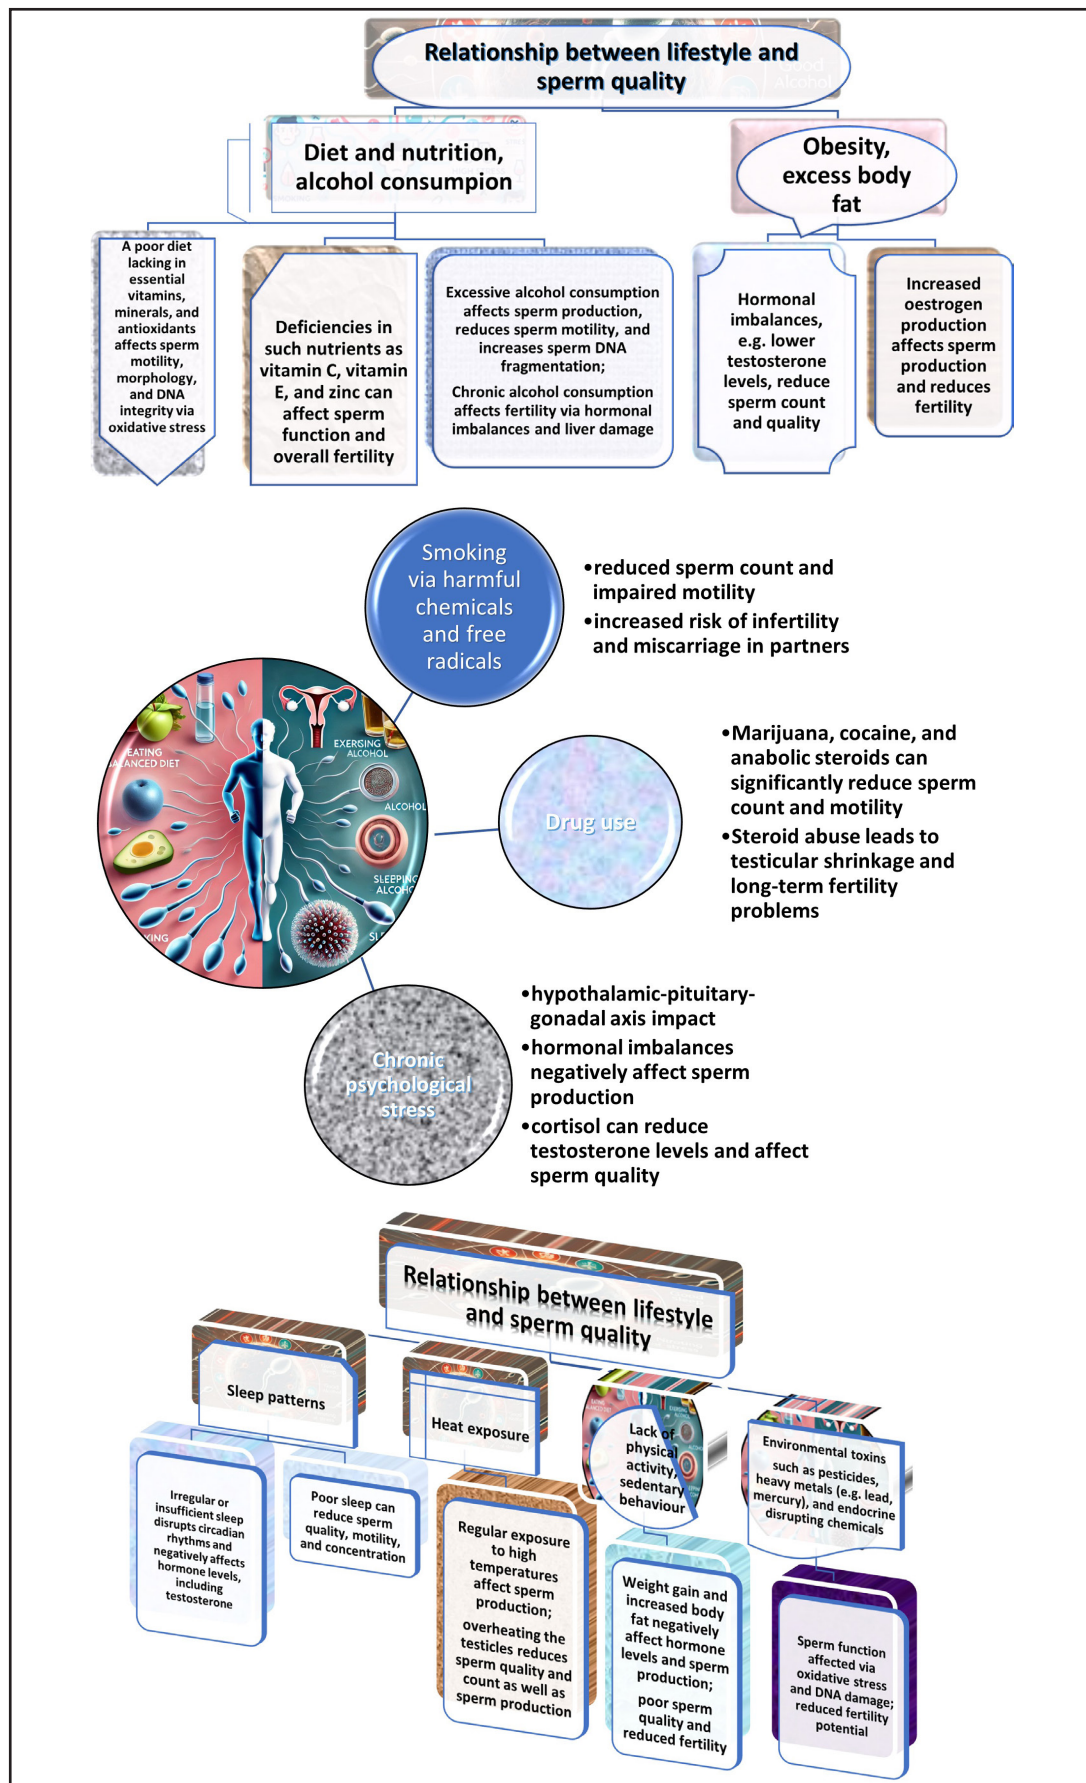 Relationship between lifestyle and
sperm quality
Good
Alcohol
Diet and nutrition,
alcohol consumpion
Obesity,
excess body
fat
A poor diet
lacking in
essential
vitamins,
minerals, and
antioxidants
affects sperm
motility,
morphology,
and DNA
integrity via
oxidative stress
Deficiencies in
such nutrients as
vitamin C, vitamin
E, and zinc can
affect sperm
function and
overall fertility
Excessive alcohol consumption
affects sperm production,
reduces sperm motility, and
increases sperm DNA
fragmentation;
Chronic alcohol consumption
affects fertility via hormonal
imbalances and liver damage
Hormonal
imbalances,
e.g. lower
testosterone
levels, reduce
sperm count
and quality
Increased
oestrogen
production
affects sperm
production
and reduces
fertility
Smoking
via harmful
chemicals
and free
radicals
•reduced sperm count and
impaired motility
•increased risk of infertility
and miscarriage in partners
EATING
ALANCED DIET
EXERSING
ALCOHOL
ALCOHOL
SLEEPING
ALCOHO
KING
SL
Drug use
•Marijuana, cocaine, and
anabolic steroids can
significantly reduce sperm
count and motility
•Steroid abuse leads to
testicular shrinkage and
long-term fertility
problems
Chronic
psychological
stress
•hypothalamic-pituitary-
gonadal axis impact
•hormonal imbalances
negatively affect sperm
production
•cortisol can reduce
testosterone levels and affect
sperm quality
Relationship between lifestyle
and sperm quality
Sleep patterns
Heat exposure
Lack of
physical
activity,
sedentary
behaviour
Environmental toxins
such as pesticides,
heavy metals (e.g. lead,
mercury), and endocrine
disrupting chemicals
Irregular or
insufficient sleep
disrupts circadian
rhythms and
negatively affects
hormone levels,
including
testosterone
Poor sleep can
reduce sperm
quality, motility,
and concentration
Regular exposure
to high
temperatures
affect sperm
production;
overheating the
testicles reduces
sperm quality and
count as well as
sperm production
Weight gain and
increased body
fat negatively
affect hormone
levels and sperm
production;
poor sperm
quality and
reduced fertility
Sperm function
affected via
oxidative stress
and DNA damage;
reduced fertility
potential